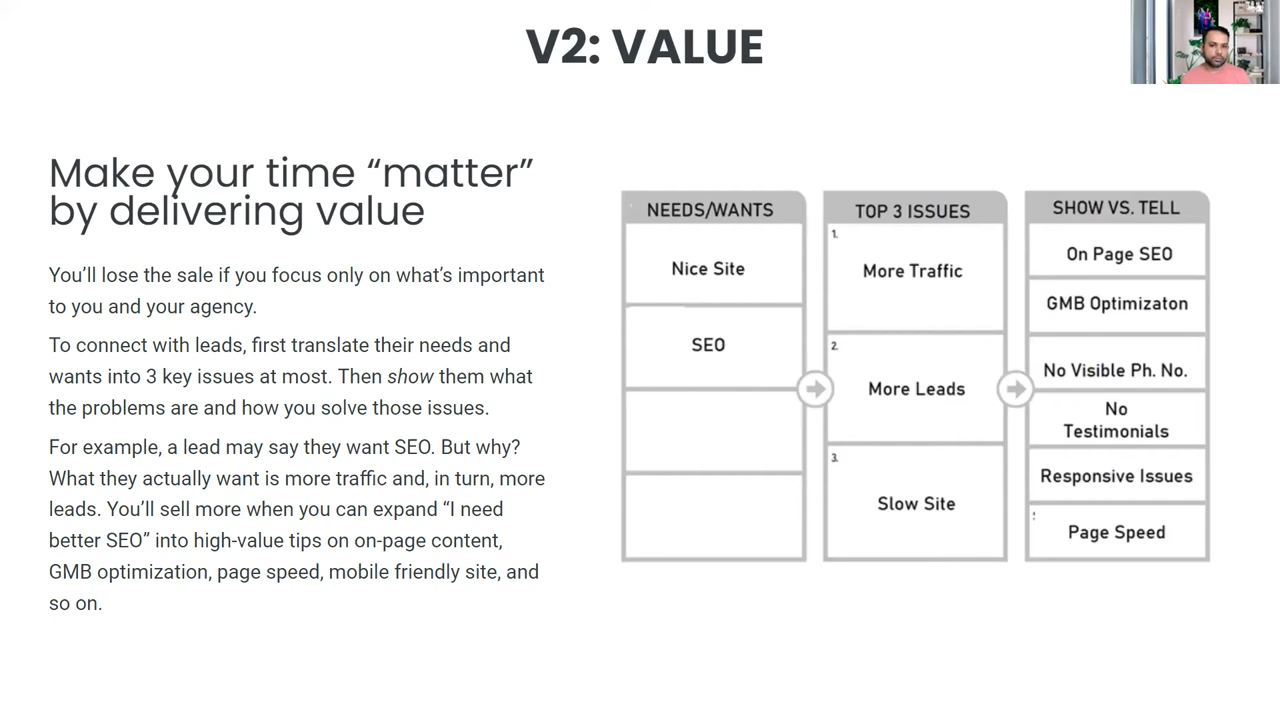 V2: VALUE
Make your time “matter”
by delivering value
You’ll lose the sale if you focus only on what’s important
to you and your agency.
To connect with leads, first translate their needs and
wants into 3 key issues at most. Then show them what
the problems are and how you solve those issues.
For example, a lead may say they want SEO. But why?
What they actually want is more traffic and, in turn, more
leads. You’ll sell more when you can expand “I need
better SEO” into high-value tips on on-page content,
GMB optimization, page speed, mobile friendly site, and
so on.
NEEDS/WANTS
Nice Site
SEO
TOP 3 ISSUES
1.
More Traffic
2.
More Leads
3.
Slow Site
SHOW VS. TELL
On Page SEO
GMB Optimizaton
No Visible Ph. No.
No
Testimonials
Responsive Issues
Page Speed